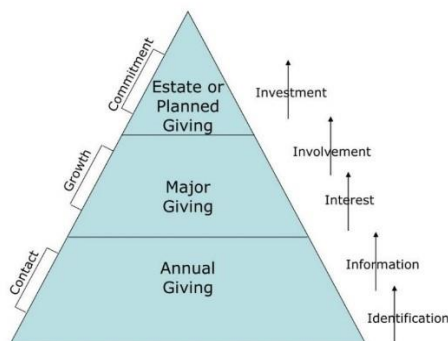 Commitment
Estate or
Planned
Giving
Investment
Involvement
Growth
Major
Giving
Interest
Contact
Annual
Giving
Information
Identification